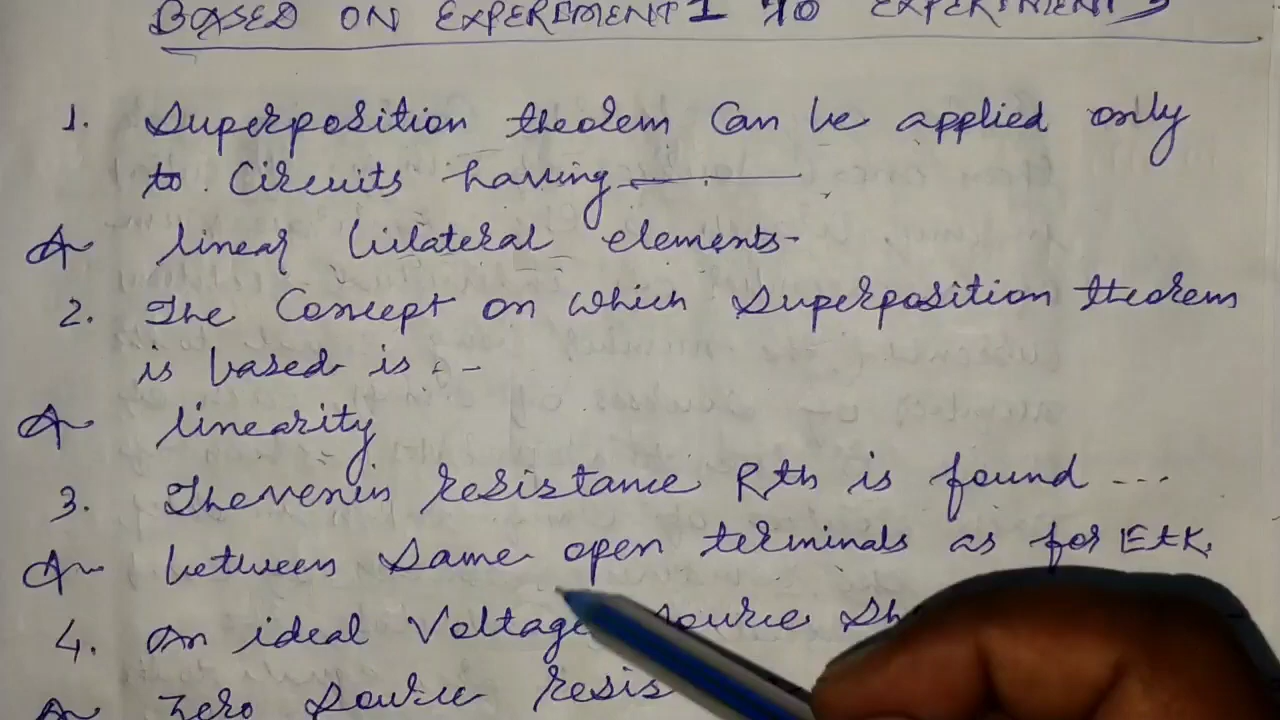 BASED ON EXPEREMENT 1 TO EXPERIMENT
1. Superposition theorem can be applied only
to circuits having ———
A linear bilateral elements-
2. The Concept on which superposition theorem
is based is :-
A linearity
3. Thevenin resistance Rth is found ...
A between same open terminals as for Etk.
4. An ideal Voltage source sh
A Zero source resis